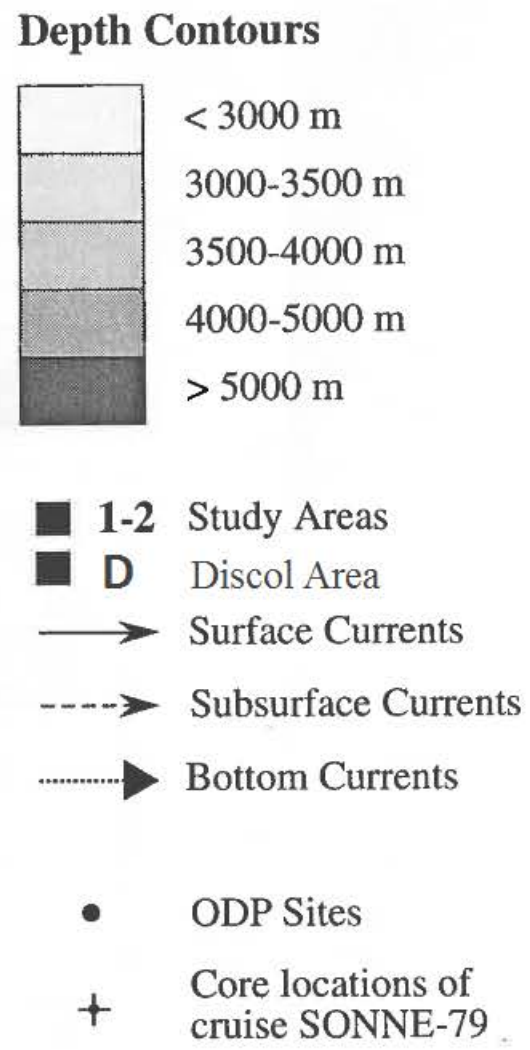 Depth Contours
< 3000 m
3000-3500 m
3500-4000 m
4000-5000 m
> 5000 m
1-2 Study Areas
D Discol Area
Surface Currents
Subsurface Currents
Bottom Currents
ODP Sites
Core locations of
cruise SONNE-79